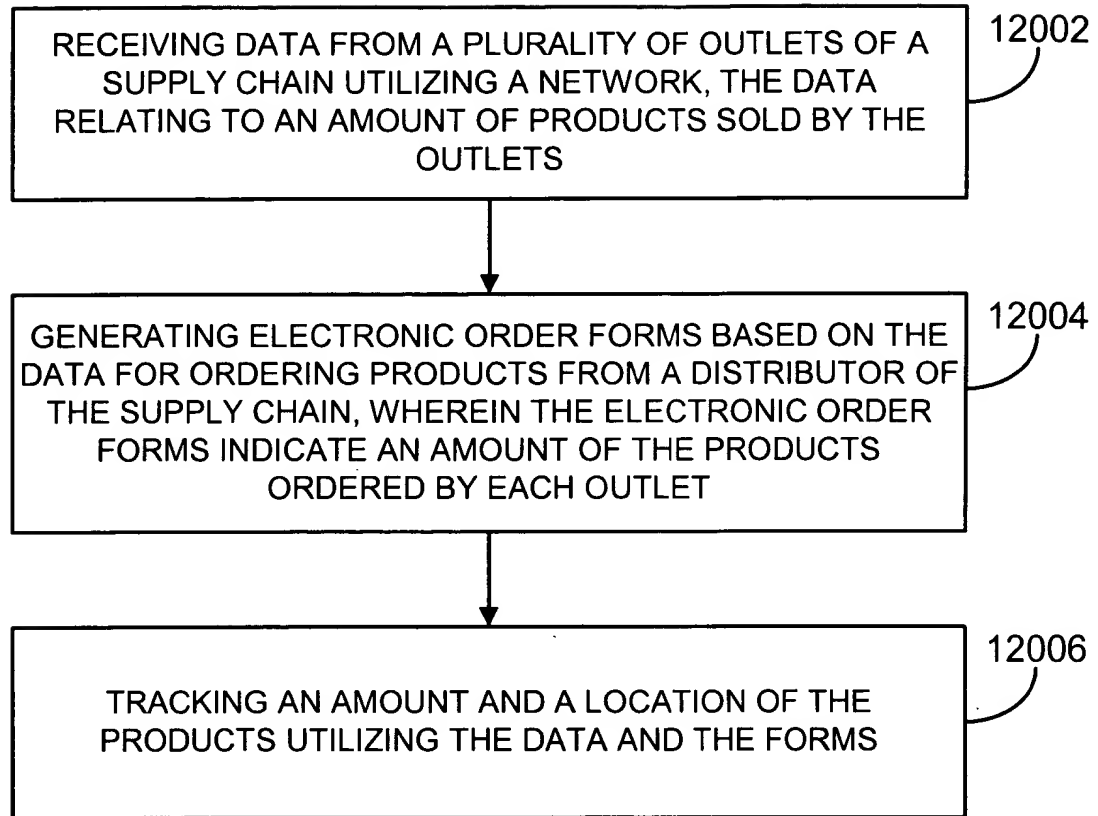 RECEIVING DATA FROM A PLURALITY OF OUTLETS OF A
SUPPLY CHAIN UTILIZING A NETWORK, THE DATA
RELATING TO AN AMOUNT OF PRODUCTS SOLD BY THE
OUTLETS
12002
GENERATING ELECTRONIC ORDER FORMS BASED ON THE
DATA FOR ORDERING PRODUCTS FROM A DISTRIBUTOR OF
THE SUPPLY CHAIN, WHEREIN THE ELECTRONIC ORDER
FORMS INDICATE AN AMOUNT OF THE PRODUCTS
ORDERED BY EACH OUTLET
12004
TRACKING AN AMOUNT AND A LOCATION OF THE
PRODUCTS UTILIZING THE DATA AND THE FORMS
12006